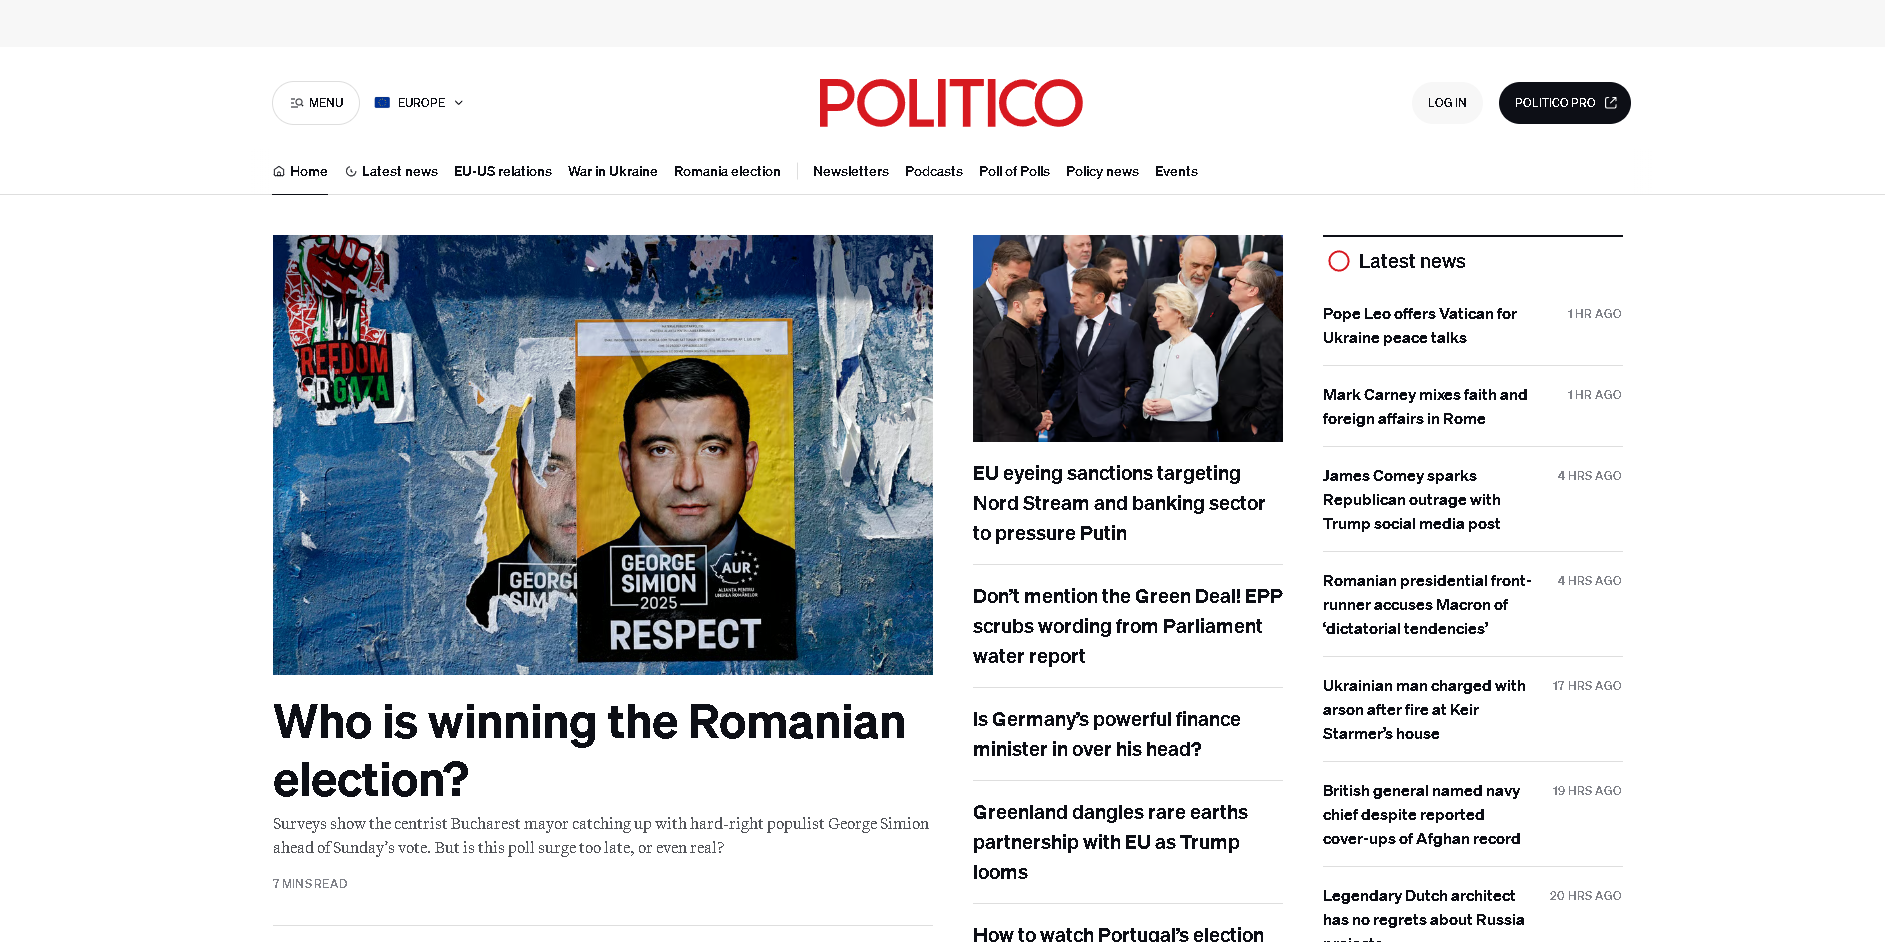 MENU
EUROPE
POLITICO
LOG IN
POLITICO PRO
Home
Latest news
EU-US relations
War in Ukraine
Romania election
Newsletters
Podcasts
Poll of Polls
Policy news
Events
REEDOM
GAZA
GEORGE
SIMION
2025
AUR
ALIANȚA PENTRU
UNIREA ROMÂNILOR
RESPECT
Who is winning the Romanian
election?
Surveys show the centrist Bucharest mayor catching up with hard-right populist George Simion
ahead of Sunday’s vote. But is this poll surge too late, or even real?
7 MINS READ
EU eyeing sanctions targeting
Nord Stream and banking sector
to pressure Putin
Don’t mention the Green Deal! EPP
scrubs wording from Parliament
water report
Is Germany’s powerful finance
minister in over his head?
Greenland dangles rare earths
partnership with EU as Trump
looms
How to watch Portugal’s election
Latest news
Pope Leo offers Vatican for
Ukraine peace talks
1 HR AGO
Mark Carney mixes faith and
foreign affairs in Rome
1 HR AGO
James Comey sparks
Republican outrage with
Trump social media post
4 HRS AGO
Romanian presidential front-
runner accuses Macron of
‘dictatorial tendencies’
4 HRS AGO
Ukrainian man charged with
arson after fire at Keir
Starmer’s house
17 HRS AGO
British general named navy
chief despite reported
cover-ups of Afghan record
19 HRS AGO
Legendary Dutch architect
has no regrets about Russia
20 HRS AGO